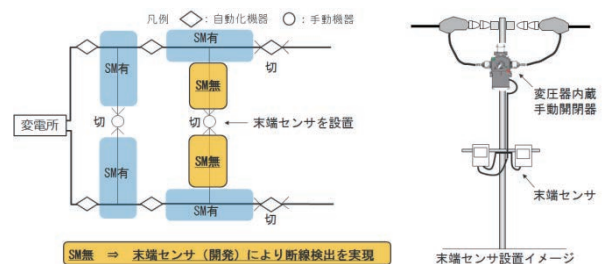 凡例 ◇：自動化機器 ○：手動機器
SM有
切
SM有
SM無
変電所
切
切
末端センサを設置
SM有
SM無
SM有
切
SM無 ⇒ 末端センサ（開発）により断線検出を実現
変圧器内蔵
手動開閉器
末端センサ
末端センサ設置イメージ